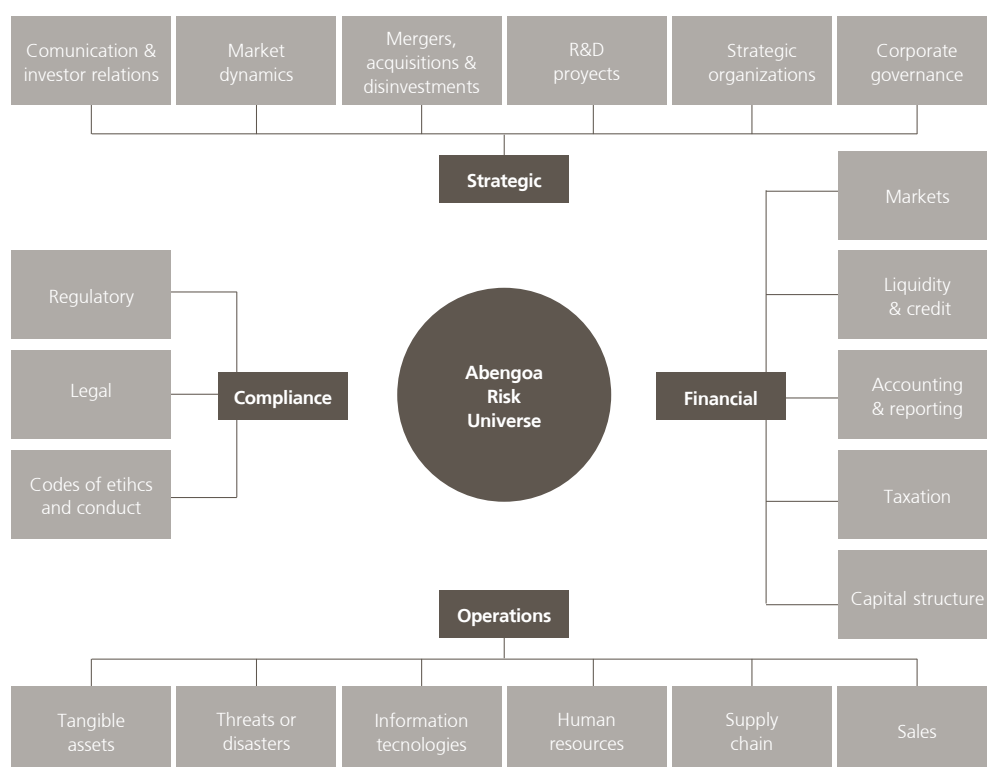 Comunication &
investor relations
Market
dynamics
Mergers,
acquisitions &
disinvestments
R&D
proyects
Strategic
organizations
Corporate
governance
Strategic
Markets
Liquidity
& credit
Accounting
& reporting
Taxation
Capital structure
Financial
Regulatory
Legal
Codes of etihcs
and conduct
Compliance
Abengoa
Risk
Universe
Operations
Tangible
assets
Threats or
disasters
Information
tecnologies
Human
resources
Supply
chain
Sales